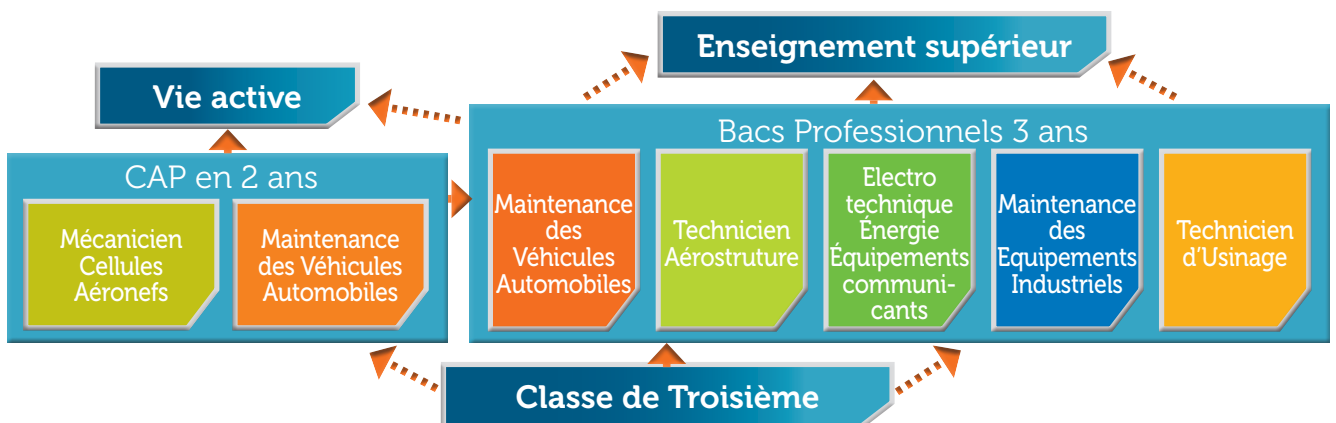 Enseignement supérieur
Vie active
Bacs Professionnels 3 ans
CAP en 2 ans
Mécanicien
Cellules
Aéronefs
Maintenance
des Véhicules
Automobiles
Maintenance
des
Véhicules
Automobiles
Technicien
Aérostruture
Electro
technique
Énergie
Équipements
communi-
cants
Maintenance
des
Equipements
Industriels
Technicien
d'Usinage
Classe de Troisième